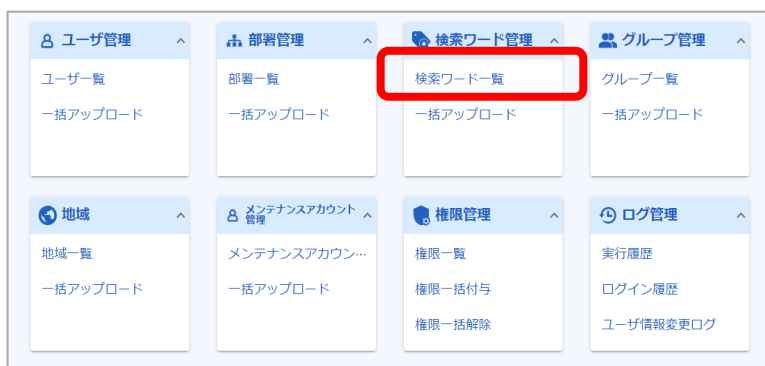 ユーザ管理
部署管理
検索ワード管理
グループ管理
ユーザ一覧
部署一覧
検索ワード一覧
グループ一覧
一括アップロード
一括アップロード
一括アップロード
一括アップロード
地域
メンテナンスアカウント
管理
権限管理
ログ管理
地域一覧
メンテナンスアカウン…
権限一覧
実行履歴
一括アップロード
一括アップロード
権限一括付与
ログイン履歴
権限一括解除
ユーザ情報変更ログ